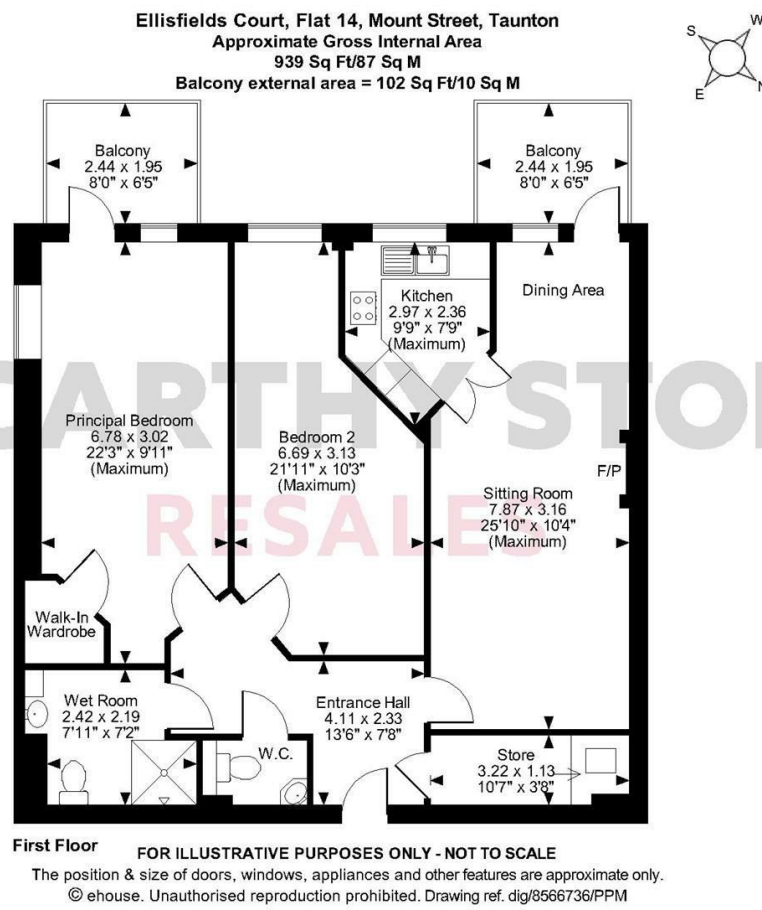 Ellisfields Court, Flat 14, Mount Street, Taunton
Approximate Gross Internal Area
939 Sq Ft/87 Sq M
Balcony external area = 102 Sq Ft/10 Sq M
S
W
E
N
Balcony
2.44 x 1.95
8'0" x 6'5"
Balcony
2.44 x 1.95
8'0" x 6'5"
Kitchen
2.97 x 2.36
9'9" x 7'9"
(Maximum)
Dining Area
CARTHY STO
Principal Bedroom
6.78 x 3.02
22'3" x 9'11"
(Maximum)
Bedroom 2
6.69 x 3.13
21'11" x 10'3"
(Maximum)
F/P
Sitting Room
7.87 x 3.16
25'10" x 10'4"
(Maximum)
RESALES
Walk-In
Wardrobe
Wet Room
2.42 x 2.19
7'11" x 7'2"
Entrance Hall
4.11 x 2.33
13'6" x 7'8"
W.C.
Store
3.22 x 1.13
10'7" x 3'8"
First Floor
FOR ILLUSTRATIVE PURPOSES ONLY - NOT TO SCALE
The position & size of doors, windows, appliances and other features are approximate only.
© ehouse. Unauthorised reproduction prohibited. Drawing ref. dig/8566736/PPM